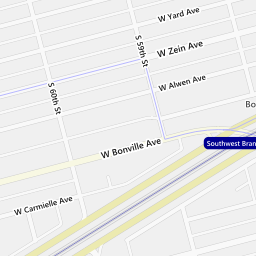 W Yard Ave
S 59th St
W Zein Ave
W Alwen Ave
S 60th St
Bo
Southwest Bran
W Bonville Ave
W Carmielle Ave